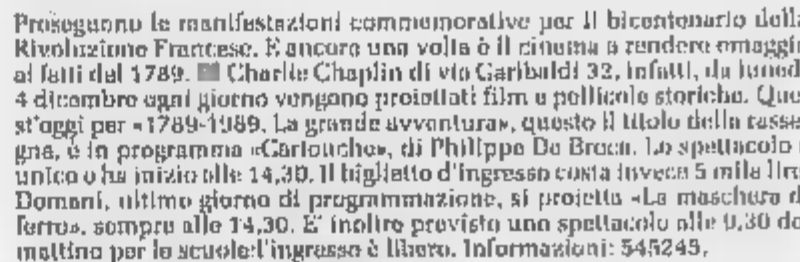 Proseguono le manifestazioni commemorative per il bicentenario della
Rivoluzione Francese. E ancora una volta è il cinema a rendere omaggi
ai fatti del 1789. Charlie Chaplin di via Garibaldi 32, infatti, da lunedì
4 dicembre ogni giorno vengono proiettati film e pellicole storiche. Que
st'oggi per «1789-1989. La grande avventura», questo il titolo della rasse
gna, è in programma «Cartouche», di Philippe De Broca. Lo spettacolo è
unico e ha inizio alle 14,30. Il biglietto d'ingresso costa invece 5 mila lire
Domani, ultimo giorno di programmazione, si proietta «La maschera d
ferro», sempre alle 14,30. E' inoltre previsto uno spettacolo alle 9,30 de
mattino per le scuole:l'ingresso è libero. Informazioni: 545245.